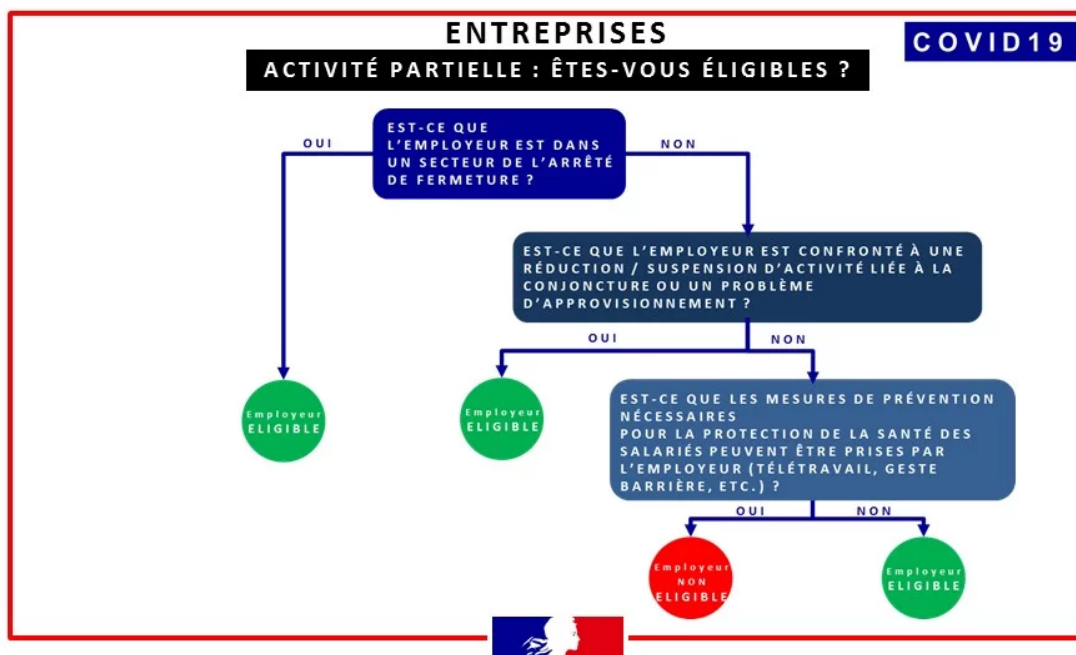 ENTREPRISES
COVID19
ACTIVITÉ PARTIELLE : ÊTES-VOUS ÉLIGIBLES ?
EST-CE QUE
L'EMPLOYEUR EST DANS
UN SECTEUR DE L'ARRÊTÉ
DE FERMETURE ?
OUI
NON
EST-CE QUE L'EMPLOYEUR EST CONFRONTÉ À UNE
RÉDUCTION / SUSPENSION D'ACTIVITÉ LIÉE À LA
CONJONCTURE OU UN PROBLÈME
D'APPROVISIONNEMENT ?
OUI
NON
Employeur
ELIGIBLE
Employeur
ELIGIBLE
EST-CE QUE LES MESURES DE PRÉVENTION
NÉCESSAIRES
POUR LA PROTECTION DE LA SANTÉ DES
SALARIÉS PEUVENT ÊTRE PRISES PAR
L'EMPLOYEUR (TÉLÉTRAVAIL, GESTE
BARRIÈRE, ETC.) ?
OUI
NON
Employeur
NON
ELIGIBLE
Employeur
ELIGIBLE